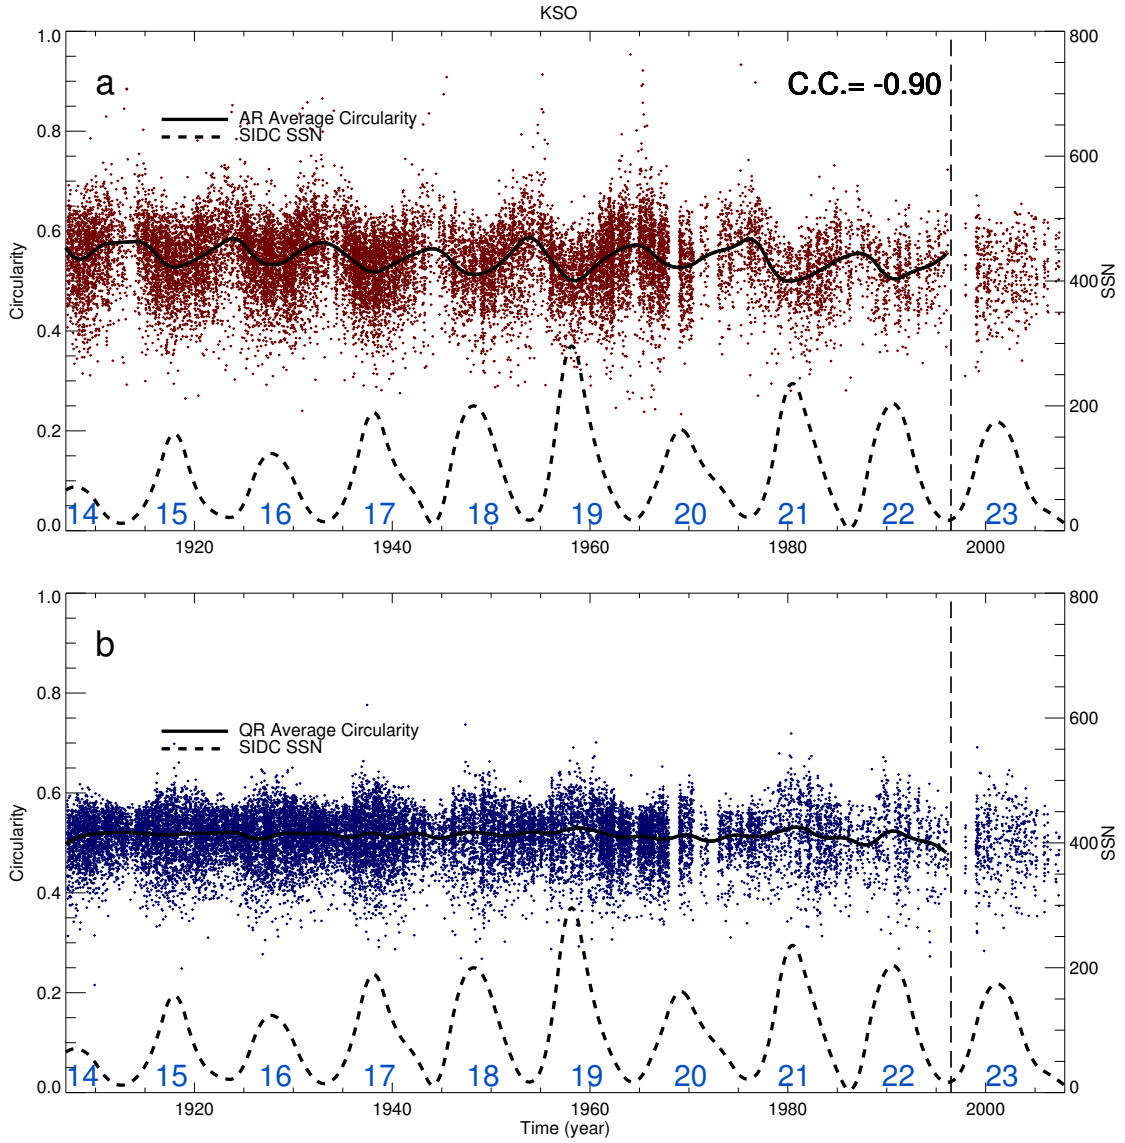 KSO
1.0
800
a
C.C.= -0.90
AR Average Circularity
SIDC SSN
0.8
600
0.6
Circularity
400
SSN
0.4
0.2
200
14 15 16 17 18 19 20 21 22 23
0.0
0
1920 1940 1960 1980 2000
1.0
800
b
0.8
QR Average Circularity
SIDC SSN
600
0.6
Circularity
400
SSN
0.4
0.2
200
14 15 16 17 18 19 20 21 22 23
0.0
0
1920 1940 1960 1980 2000
Time (year)